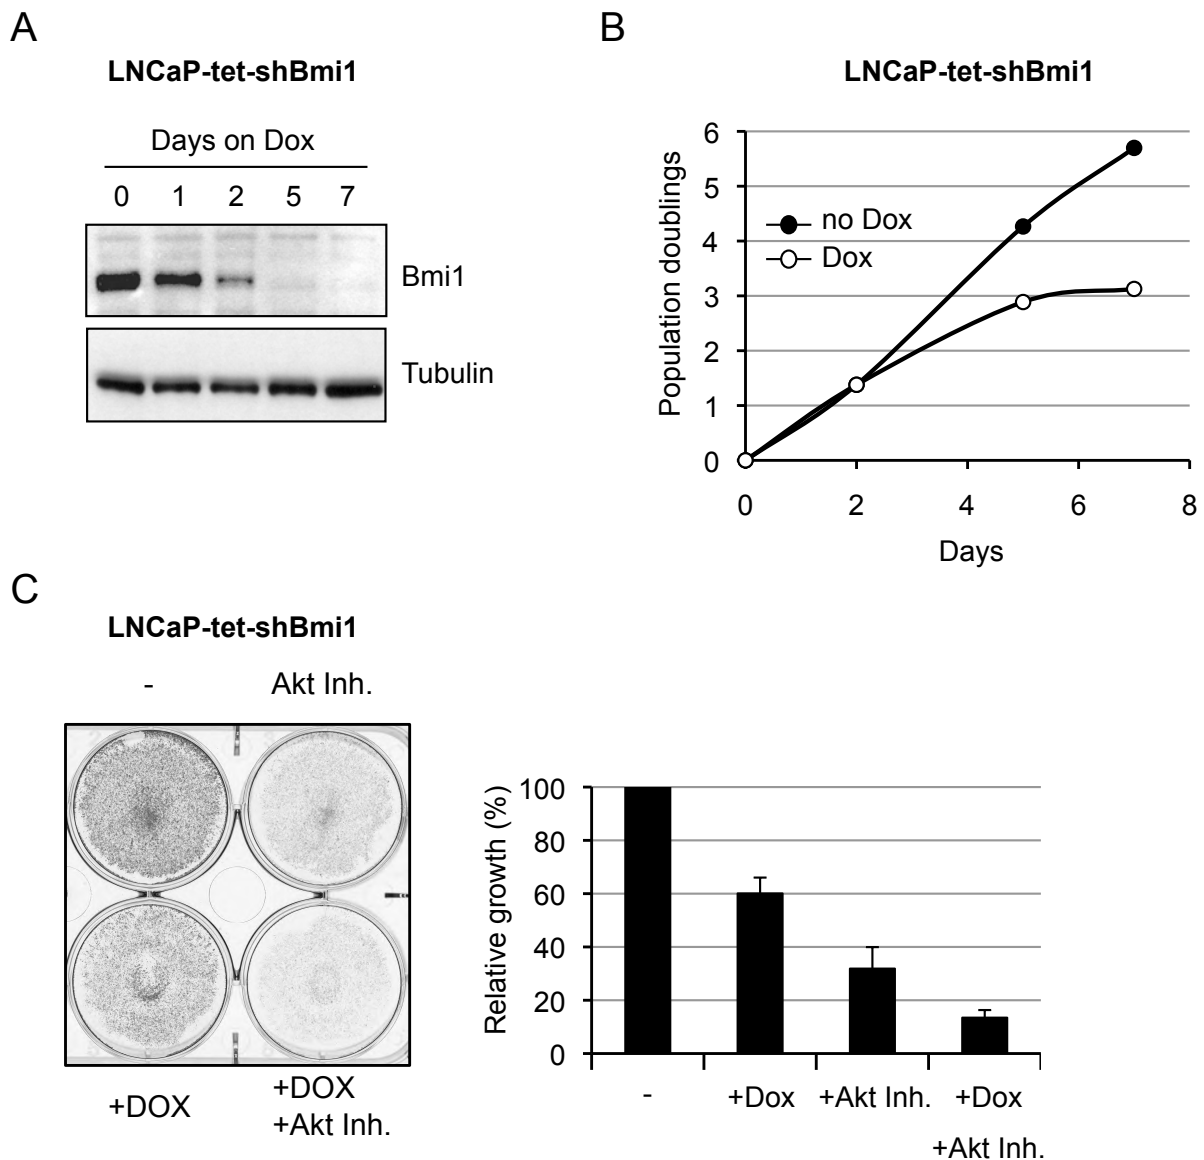 A
LNCaP-tet-shBmi1
Days on Dox
0 1 2 5 7
Bmi1
Tubulin
B
LNCaP-tet-shBmi1
Population doublings
6
5
4
3
2
1
0
no Dox
Dox
0 2 4 6 8
Days
C
LNCaP-tet-shBmi1
- Akt Inh.
+DOX
+DOX
+Akt Inh.
Relative growth (%)
100
80
60
40
20
0
- +Dox +Akt Inh. +Dox
+Akt Inh.